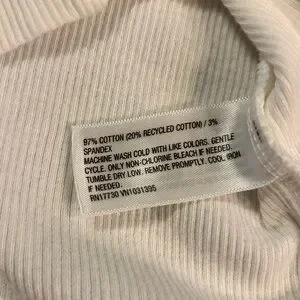 97% COTTON (20% RECYCLED COTTON) / 3%
SPANDEX
MACHINE WASH COLD WITH LIKE COLORS. GENTLE
CYCLE. ONLY NON-CHLORINE BLEACH IF NEEDED.
TUMBLE DRY LOW. REMOVE PROMPTLY. COOL IRON
IF NEEDED.
RN17730 VN1031395